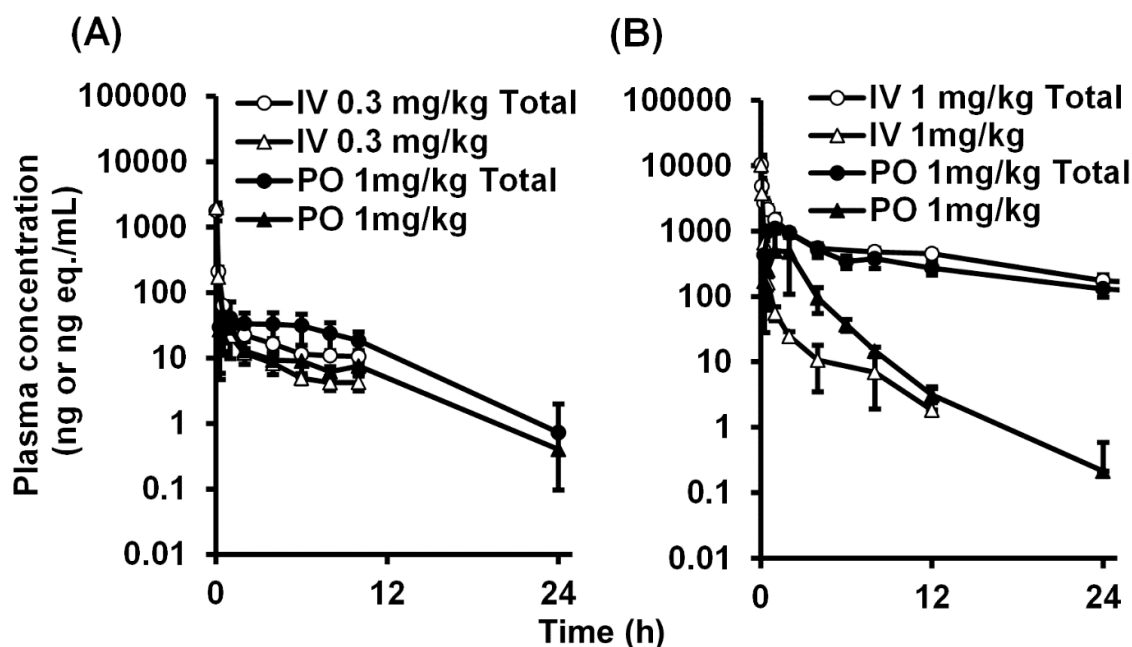 (A)
100000
10000
1000
100
10
1
0.1
0.01
IV 0.3 mg/kg Total
IV 0.3 mg/kg
PO 1mg/kg Total
PO 1mg/kg
0
12
24
(B)
100000
10000
1000
100
10
1
0.1
0.01
IV 1 mg/kg Total
IV 1mg/kg
PO 1mg/kg Total
PO 1mg/kg
0
12
24
Plasma concentration
(ng or ng eq./mL)
Time (h)